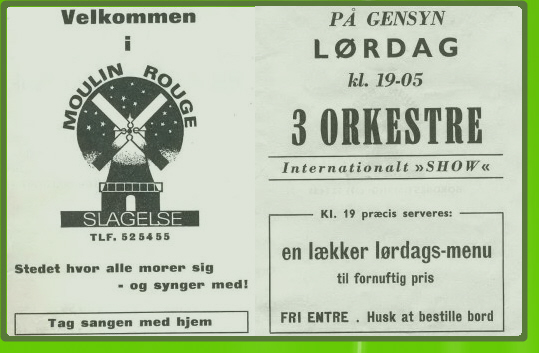 Velkommen
i
MOULIN ROUGE
SLAGELSE
TLF. 525455
Stedet hvor alle morer sig
- og synger med!
Tag sangen med hjem
PÅ GENSYN
LØRDAG
kl. 19-05
3 ORKESTRE
Internationalt »SHOW«
Kl. 19 præcis serveres:
en lækker lørdags-menu
til fornuftig pris
FRI ENTRE . Husk at bestille bord